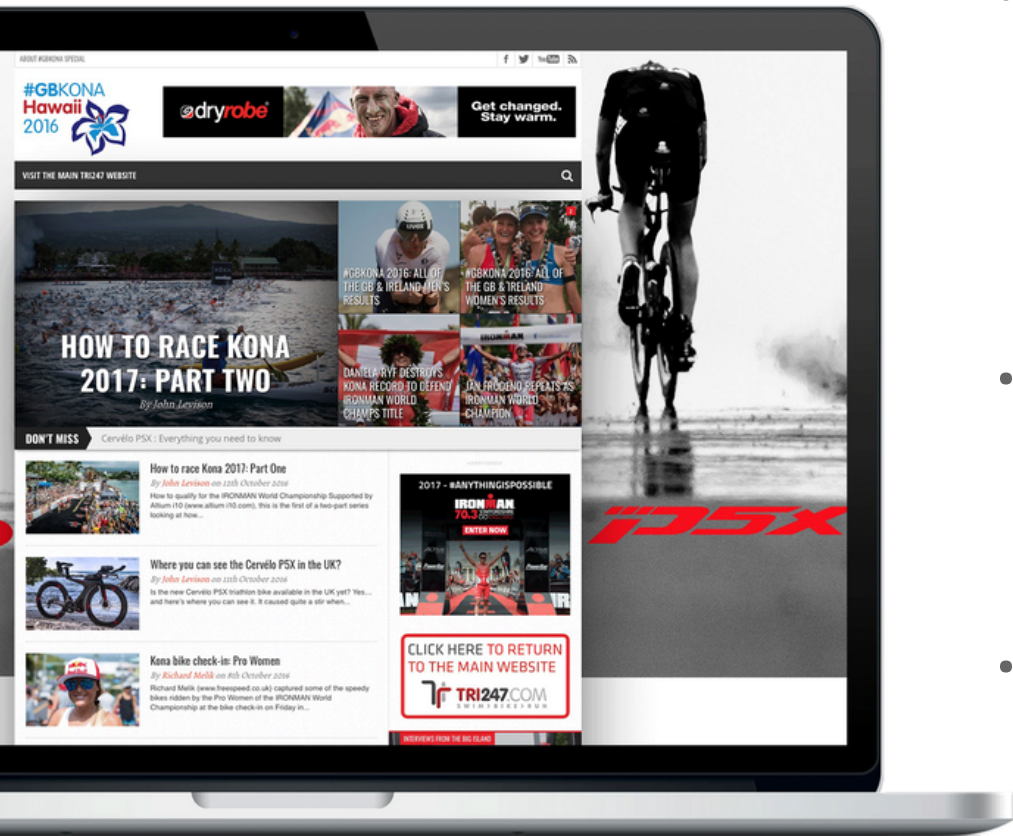 ABOUT #GBKONA SPECIAL
f You Tube
#GBKONA
Hawaii
2016
dryrobe®
Get changed.
Stay warm.
VISIT THE MAIN TRI247 WEBSITE
2
uvex
KONA
HOW TO RACE KONA
2017: PART TWO
By John Levison
#GBKONA 2016: ALL OF
THE GB & IRELAND MEN'S
RESULTS
#GBKONA 2016: ALL OF
THE GB & IRELAND
WOMEN'S RESULTS
DANIELA RYF DESTROYS
KONA RECORD TO DEFEND
IRONMAN WORLD
CHAMPS TITLE
IRONMAN
JAN FRODENO REPEATS AS
IRONMAN WORLD
CHAMPION
DON'T MISS
Cervélo P5X : Everything you need to know
How to race Kona 2017: Part One
By John Levison on 12th October 2016
How to qualify for the IRONMAN World Championship Supported by
Altium i10 (www.altium i10.com), this is the first of a two-part series
looking at how...
Where you can see the Cervélo P5X in the UK?
By John Levison on 11th October 2016
Is the new Cervélo P5X triathlon bike available in the UK yet? Yes...
and here's where you can see it. It caused quite a stir when...
Kona bike check-in: Pro Women
By Richard Melik on 8th October 2016
Richard Melik (www.freespeed.co.uk) captured some of the speedy
bikes ridden by the Pro Women of the IRONMAN World
Championship at the bike check-in on Friday in...
ADVERTISEMENT
2017 - #ANYTHINGISPOSSIBLE
IRONMAN
70.3 STAFFORDSHIRE
ENTER NOW
CLICK HERE TO RETURN
TO THE MAIN WEBSITE
TRI247.COM
SWIM>BIKE>RUN
INTERVIEWS FROM THE BIG ISLAND
P5X